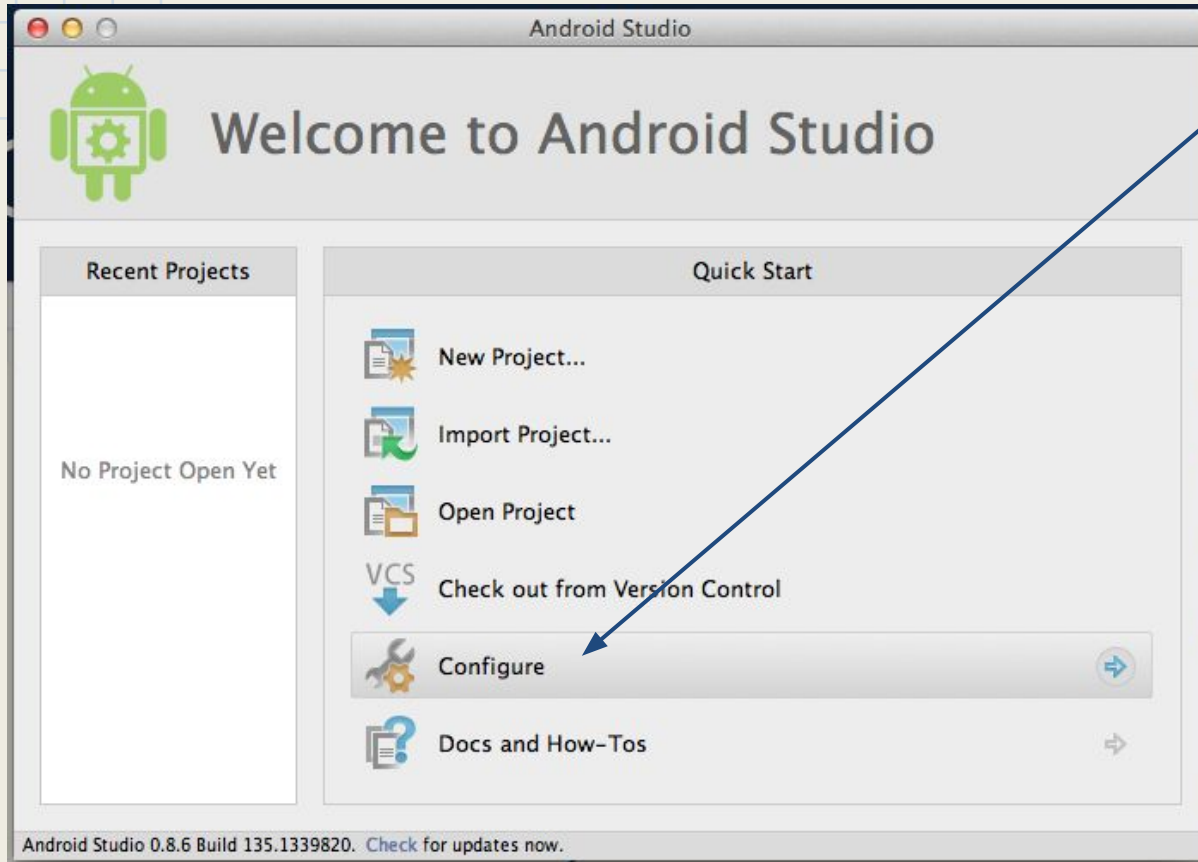 Android Studio
Welcome to Android Studio
Recent Projects
No Project Open Yet
Quick Start
New Project...
Import Project...
Open Project
VCS
Check out from Version Control
Configure
Docs and How-Tos
Android Studio 0.8.6 Build 135.1339820. Check for updates now.